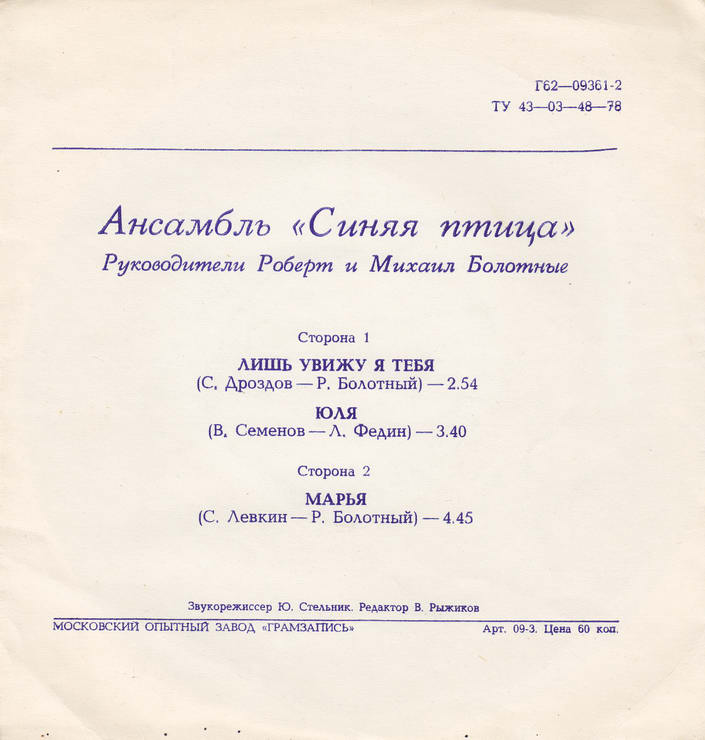 Г62—09361-2
ТУ 43—03—48—78
Ансамбль «Синяя птица»
Руководители Роберт и Михаил Болотные
Сторона 1
ЛИШЬ УВИЖУ Я ТЕБЯ
(С. Дроздов — Р. Болотный) — 2.54
ЮЛЯ
(В. Семенов — Л. Федин) — 3.40
Сторона 2
МАРЬЯ
(С. Левкин — Р. Болотный) — 4.45
Звукорежиссер Ю. Стельник. Редактор В. Рыжиков
МОСКОВСКИЙ ОПЫТНЫЙ ЗАВОД «ГРАМЗАПИСЬ» Арт. 09-3. Цена 60 коп.